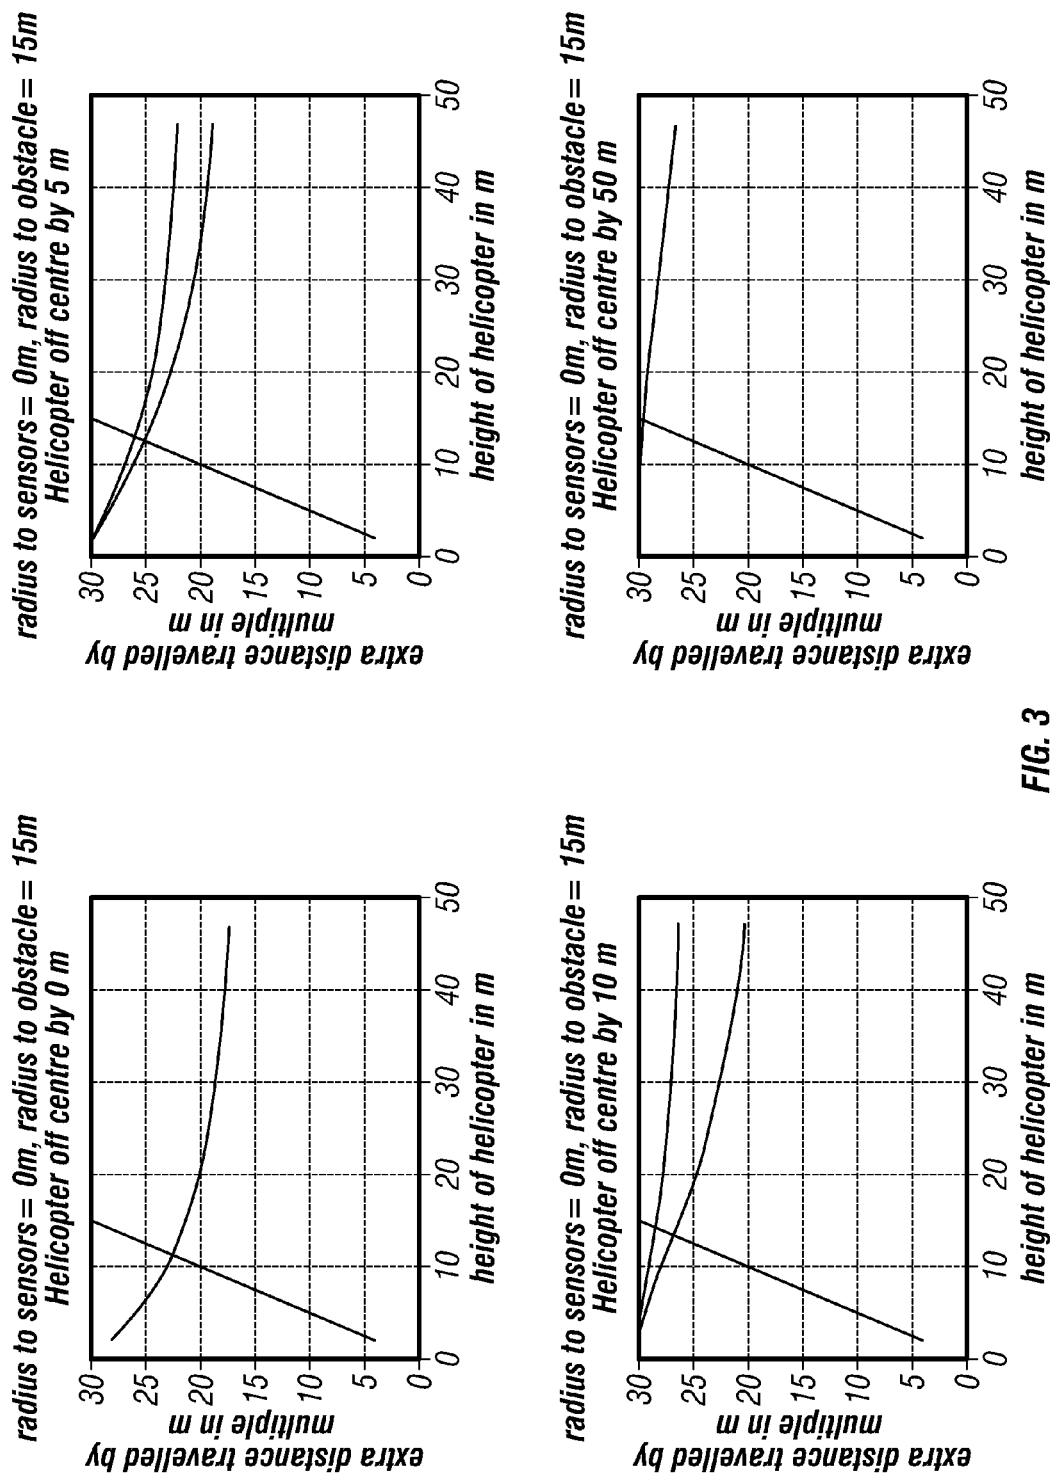 radius to sensors= 0m, radius to obstacle= 15m
Helicopter off centre by 0 m
extra distance travelled by
multiple in m
30
25
20
15
10
5
0
0
10
20
30
40
50
height of helicopter in m
radius to sensors= 0m, radius to obstacle= 15m
Helicopter off centre by 5 m
extra distance travelled by
multiple in m
30
25
20
15
10
5
0
0
10
20
30
40
50
height of helicopter in m
radius to sensors= 0m, radius to obstacle= 15m
Helicopter off centre by 10 m
extra distance travelled by
multiple in m
30
25
20
15
10
5
0
0
10
20
30
40
50
height of helicopter in m
radius to sensors= 0m, radius to obstacle= 15m
Helicopter off centre by 50 m
extra distance travelled by
multiple in m
30
25
20
15
10
5
0
0
10
20
30
40
50
height of helicopter in m
FIG. 3